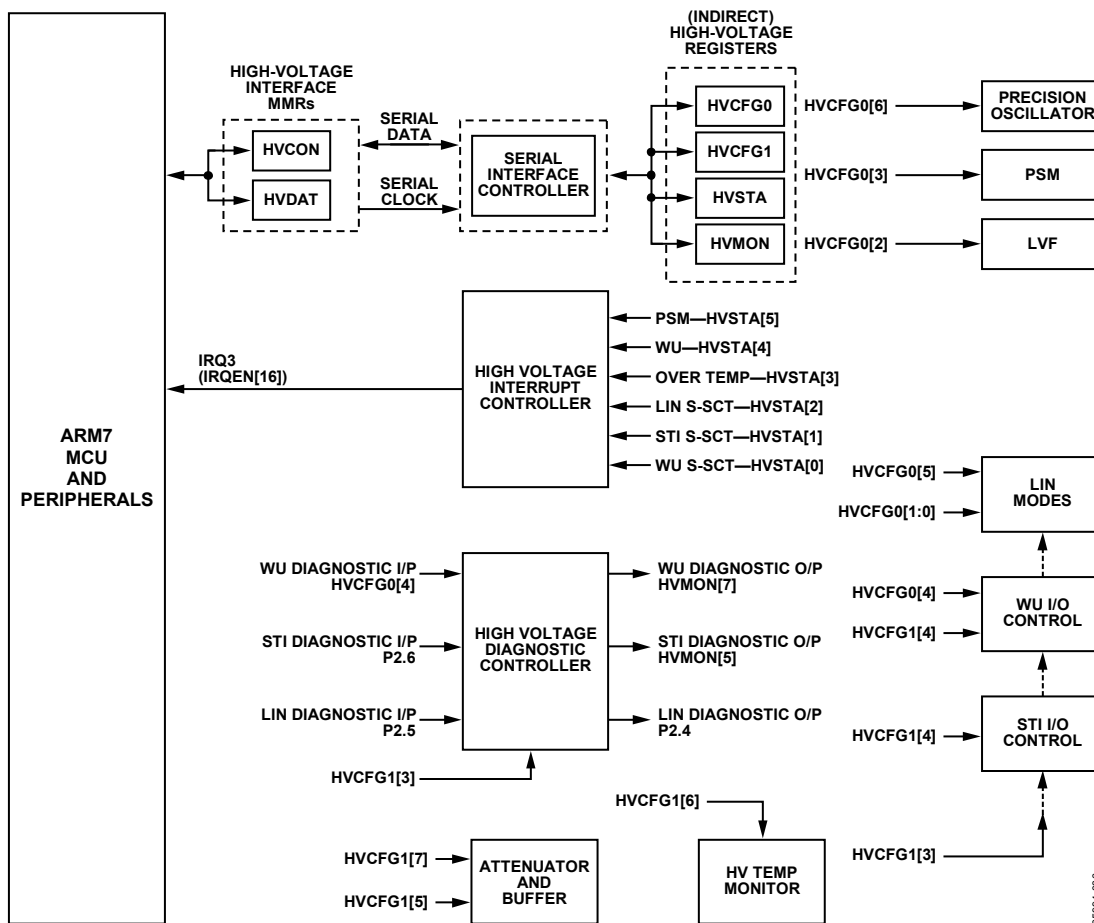 (INDIRECT)
HIGH-VOLTAGE
REGISTERS
HIGH-VOLTAGE
INTERFACE
MMRs
HVCON
HVDAT
SERIAL
DATA
SERIAL
CLOCK
SERIAL
INTERFACE
CONTROLLER
HVCFG0
HVCFG1
HVSTA
HVMON
HVCFG0[6]
PRECISION
OSCILLATOR
HVCFG0[3]
PSM
HVCFG0[2]
LVF
ARM7
MCU
AND
PERIPHERALS
IRQ3
(IRQEN[16])
HIGH VOLTAGE
INTERRUPT
CONTROLLER
PSM—HVSTA[5]
WU—HVSTA[4]
OVER TEMP—HVSTA[3]
LIN S-SCT—HVSTA[2]
STI S-SCT—HVSTA[1]
WU S-SCT—HVSTA[0]
HVCFG0[5]
HVCFG0[1:0]
LIN
MODES
WU DIAGNOSTIC I/P
HVCFG0[4]
STI DIAGNOSTIC I/P
P2.6
LIN DIAGNOSTIC I/P
P2.5
HIGH VOLTAGE
DIAGNOSTIC
CONTROLLER
WU DIAGNOSTIC O/P
HVMON[7]
STI DIAGNOSTIC O/P
HVMON[5]
LIN DIAGNOSTIC O/P
P2.4
HVCFG1[3]
HVCFG0[4]
HVCFG1[4]
WU I/O
CONTROL
HVCFG1[4]
STI I/O
CONTROL
HVCFG1[3]
HVCFG1[6]
HV TEMP
MONITOR
HVCFG1[7]
HVCFG1[5]
ATTENUATOR
AND
BUFFER